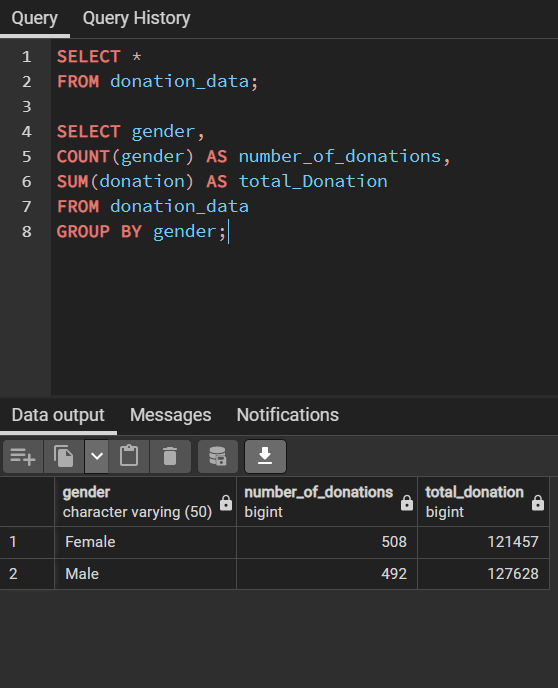 Query Query History
1 SELECT *
2 FROM donation_data;
3
4 SELECT gender,
5 COUNT(gender) AS number_of_donations,
6 SUM(donation) AS total_Donation
7 FROM donation_data
8 GROUP BY gender;
Data output Messages Notifications
gender number_of_donations total_donation
character varying (50) bigint bigint
1 Female 508 121457
2 Male 492 127628